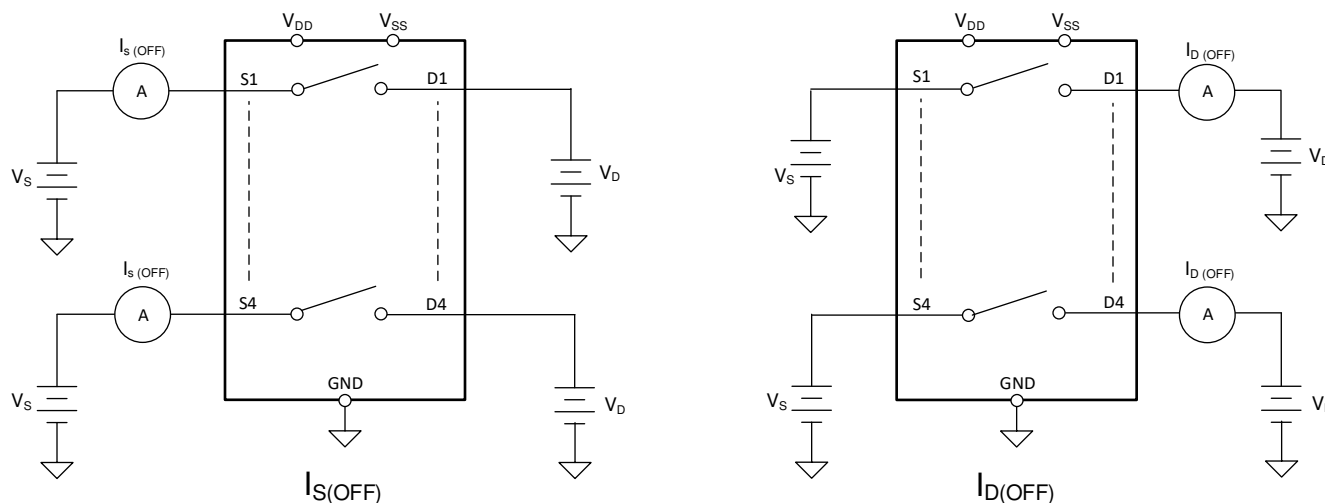 VDD VSS
IS (OFF)
A
S1 D1
VS
VD
IS (OFF)
A
S4 D4
VS
VD
GND
IS(OFF)
VDD VSS
ID (OFF)
S1 D1
A
VS
VD
ID (OFF)
S4 D4
A
VS
GND
ID(OFF)